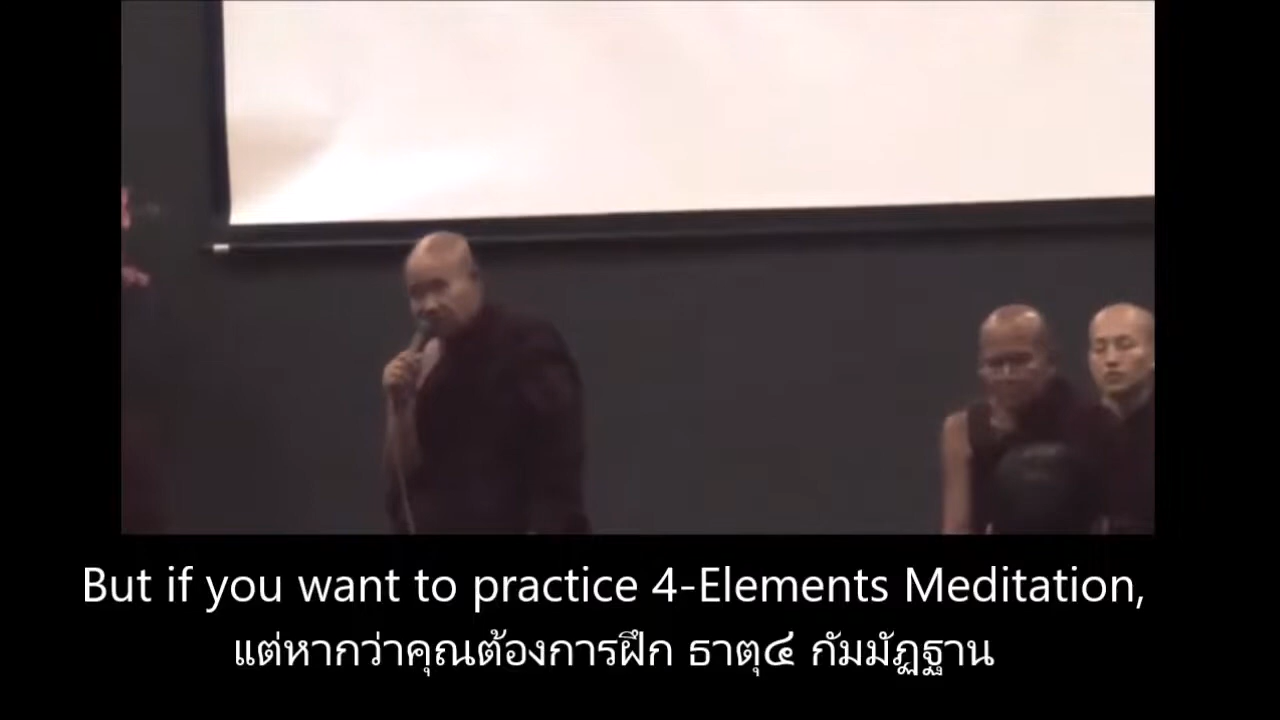 But if you want to practice 4-Elements Meditation,
แต่หากว่าคุณต้องการฝึก ธาตุ๔ กัมมัฏฐาน